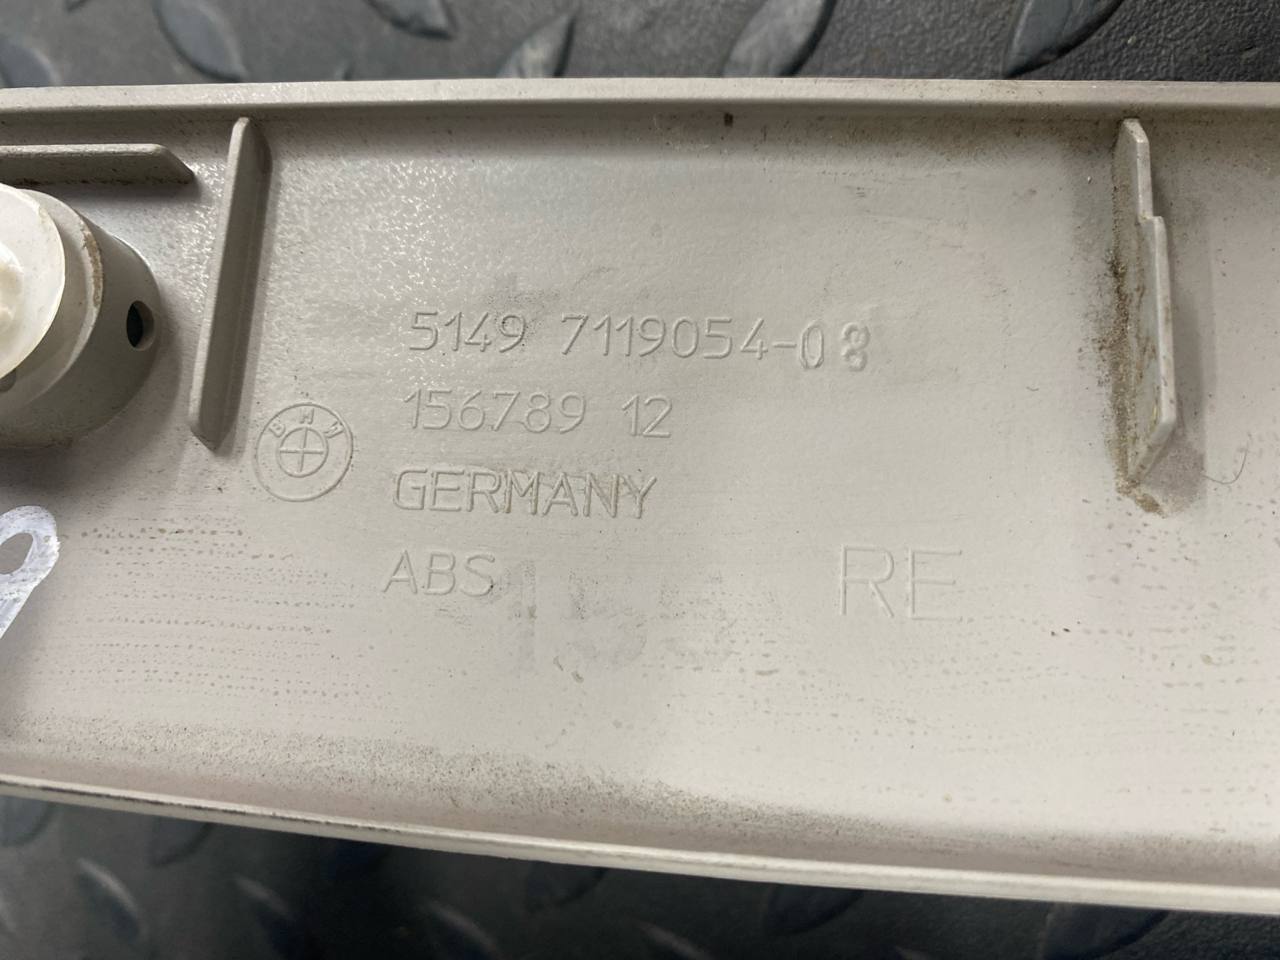 5149 7119054-08
156789 12
BMW
GERMANY
ABS
RE